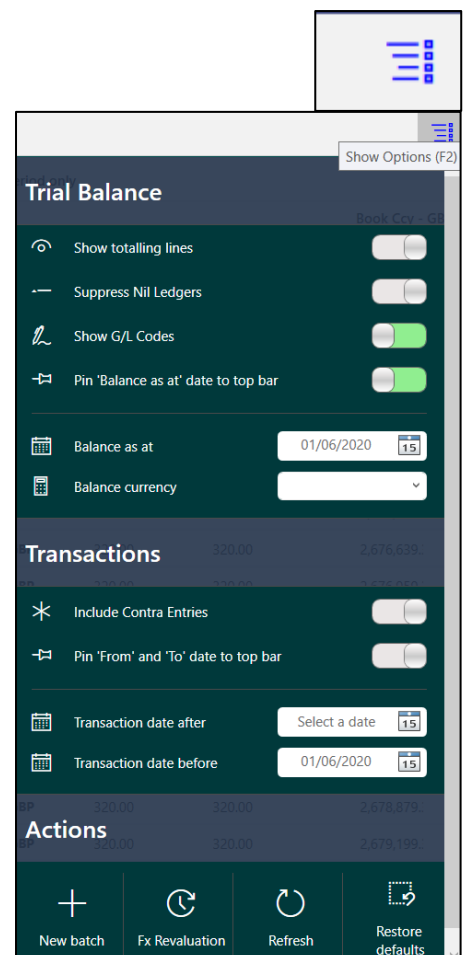 Show Options (F2)
Trial Balance
Book Ccy - GB
Show totalling lines
Suppress Nil Ledgers
Show G/L Codes
Pin 'Balance as at' date to top bar
Balance as at 01/06/2020 15
Balance currency
Transactions
320.00 320.00 2,676,639..
Include Contra Entries
Pin 'From' and 'To' date to top bar
Transaction date after Select a date 15
Transaction date before 01/06/2020 15
BP 320.00 320.00 2,678,879..
Actions
BP 320.00 320.00 2,679,199..
New batch Fx Revaluation Refresh Restore
defaults